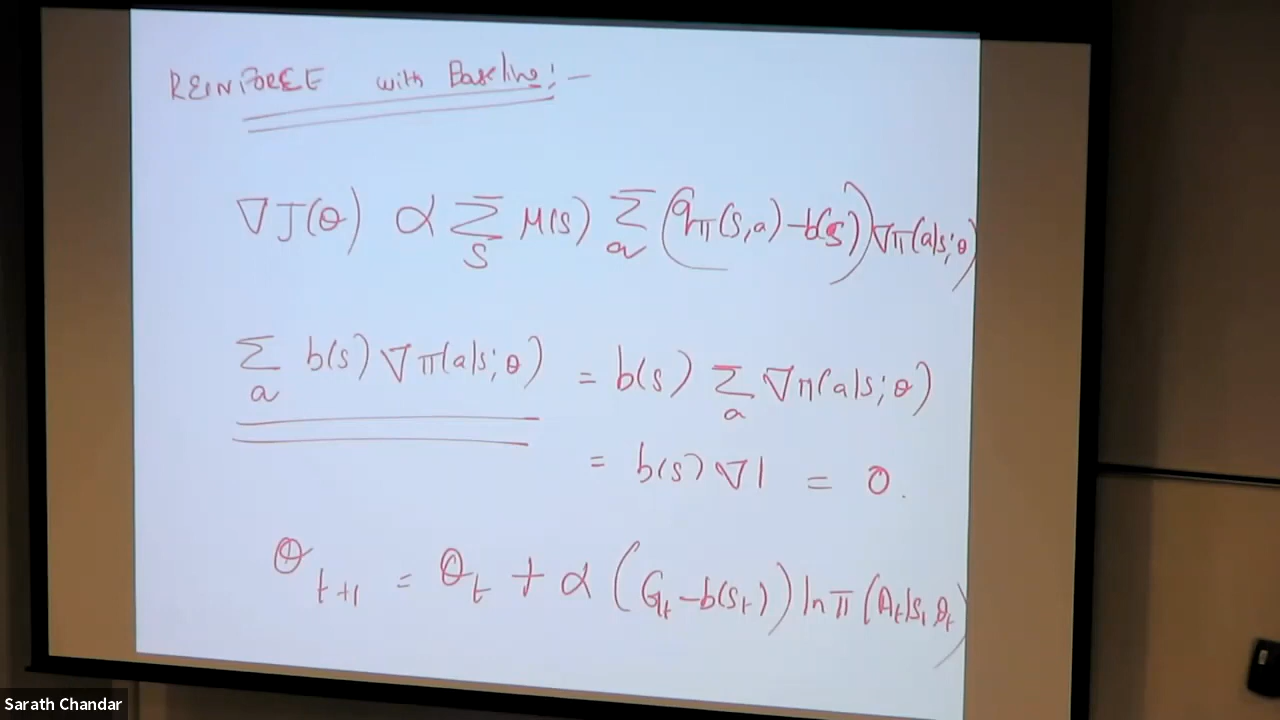 REINFORCE with Baseline:-
∇J(θ) ∝ Σ_s μ(s) Σ_a (q_π(s,a) - b(s)) ∇π(a|s;θ)
Σ_a b(s) ∇π(a|s;θ) = b(s) Σ_a ∇π(a|s;θ)
= b(s) ∇1 = 0.
θ_{t+1} = θ_t + α (G_t - b(S_t)) ln π (A_t|S_t, θ_t)
Sarath Chandar